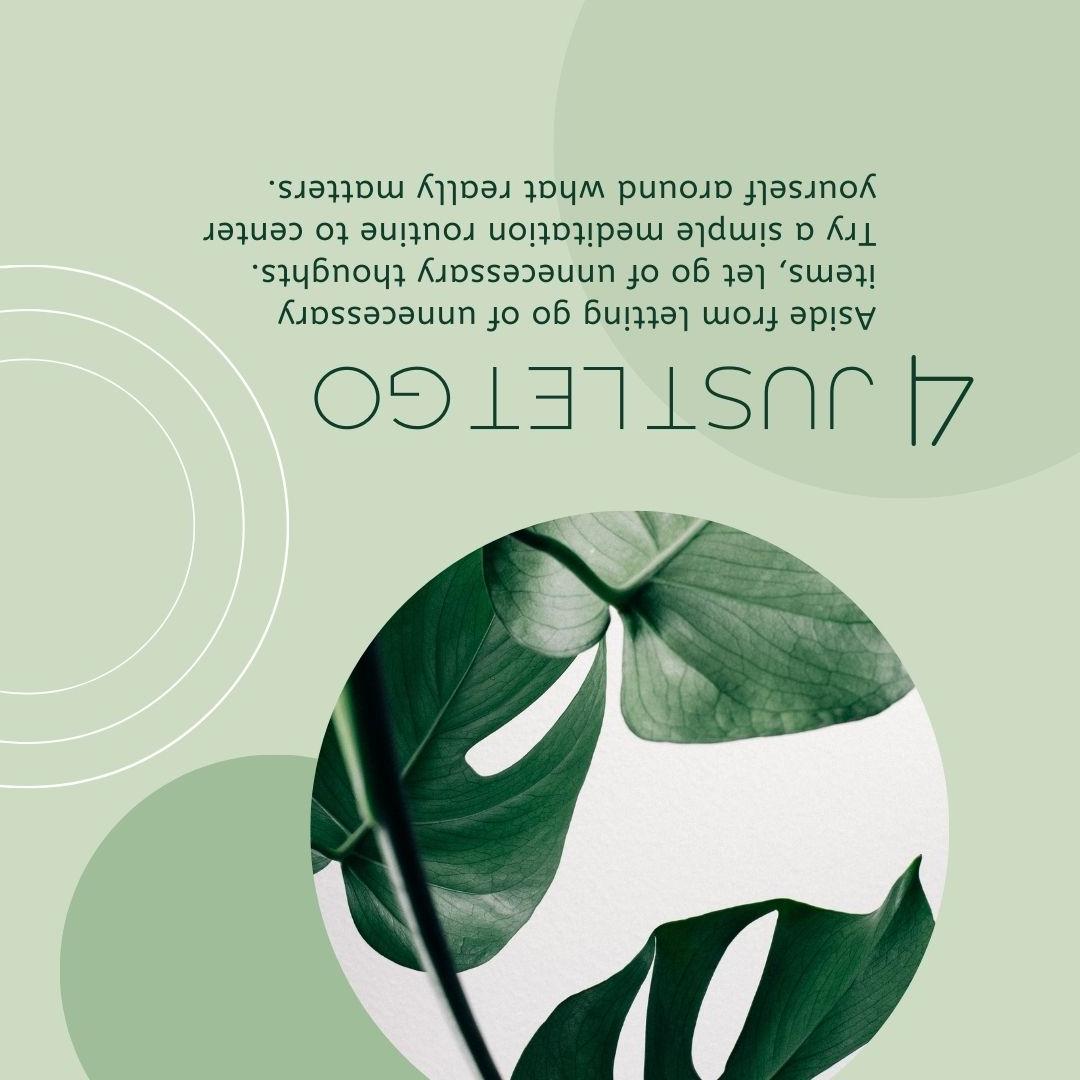 4 JUST LET GO
Aside from letting go of unnecessary
items, let go of unnecessary thoughts.
Try a simple meditation routine to center
yourself around what really matters.